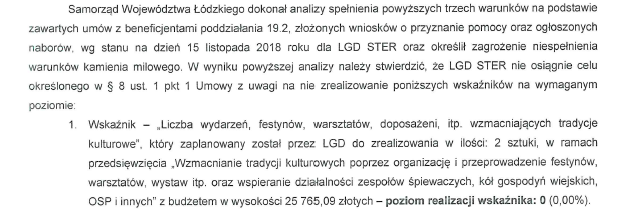 Samorząd Województwa Łódzkiego dokonał analizy spełnienia powyższych trzech warunków na podstawie
zawartych umów z beneficjentami poddziałania 19.2, złożonych wniosków o przyznanie pomocy oraz ogłoszonych
naborów, wg stanu na dzień 15 listopada 2018 roku dla LGD STER oraz określił zagrożenie niespełnienia
warunków kamienia milowego. W wyniku powyższej analizy należy stwierdzić, że LGD STER nie osiągnie celu
określonego w § 8 ust. 1 pkt 1 Umowy z uwagi na nie zrealizowanie poniższych wskaźników na wymaganym
poziomie:
1. Wskaźnik – „Liczba wydarzeń, festynów, warsztatów, doposażeń, itp. wzmacniających tradycje
kulturowe”, który zaplanowany został przez LGD do zrealizowania w ilości: 2 sztuki, w ramach
przedsięwzięcia „Wzmacnianie tradycji kulturowych poprzez organizację i przeprowadzenie festynów,
warsztatów, wystaw itp. oraz wspieranie działalności zespołów śpiewaczych, kół gospodyń wiejskich,
OSP i innych” z budżetem w wysokości 25 765,09 złotych – poziom realizacji wskaźnika: 0 (0,00%).